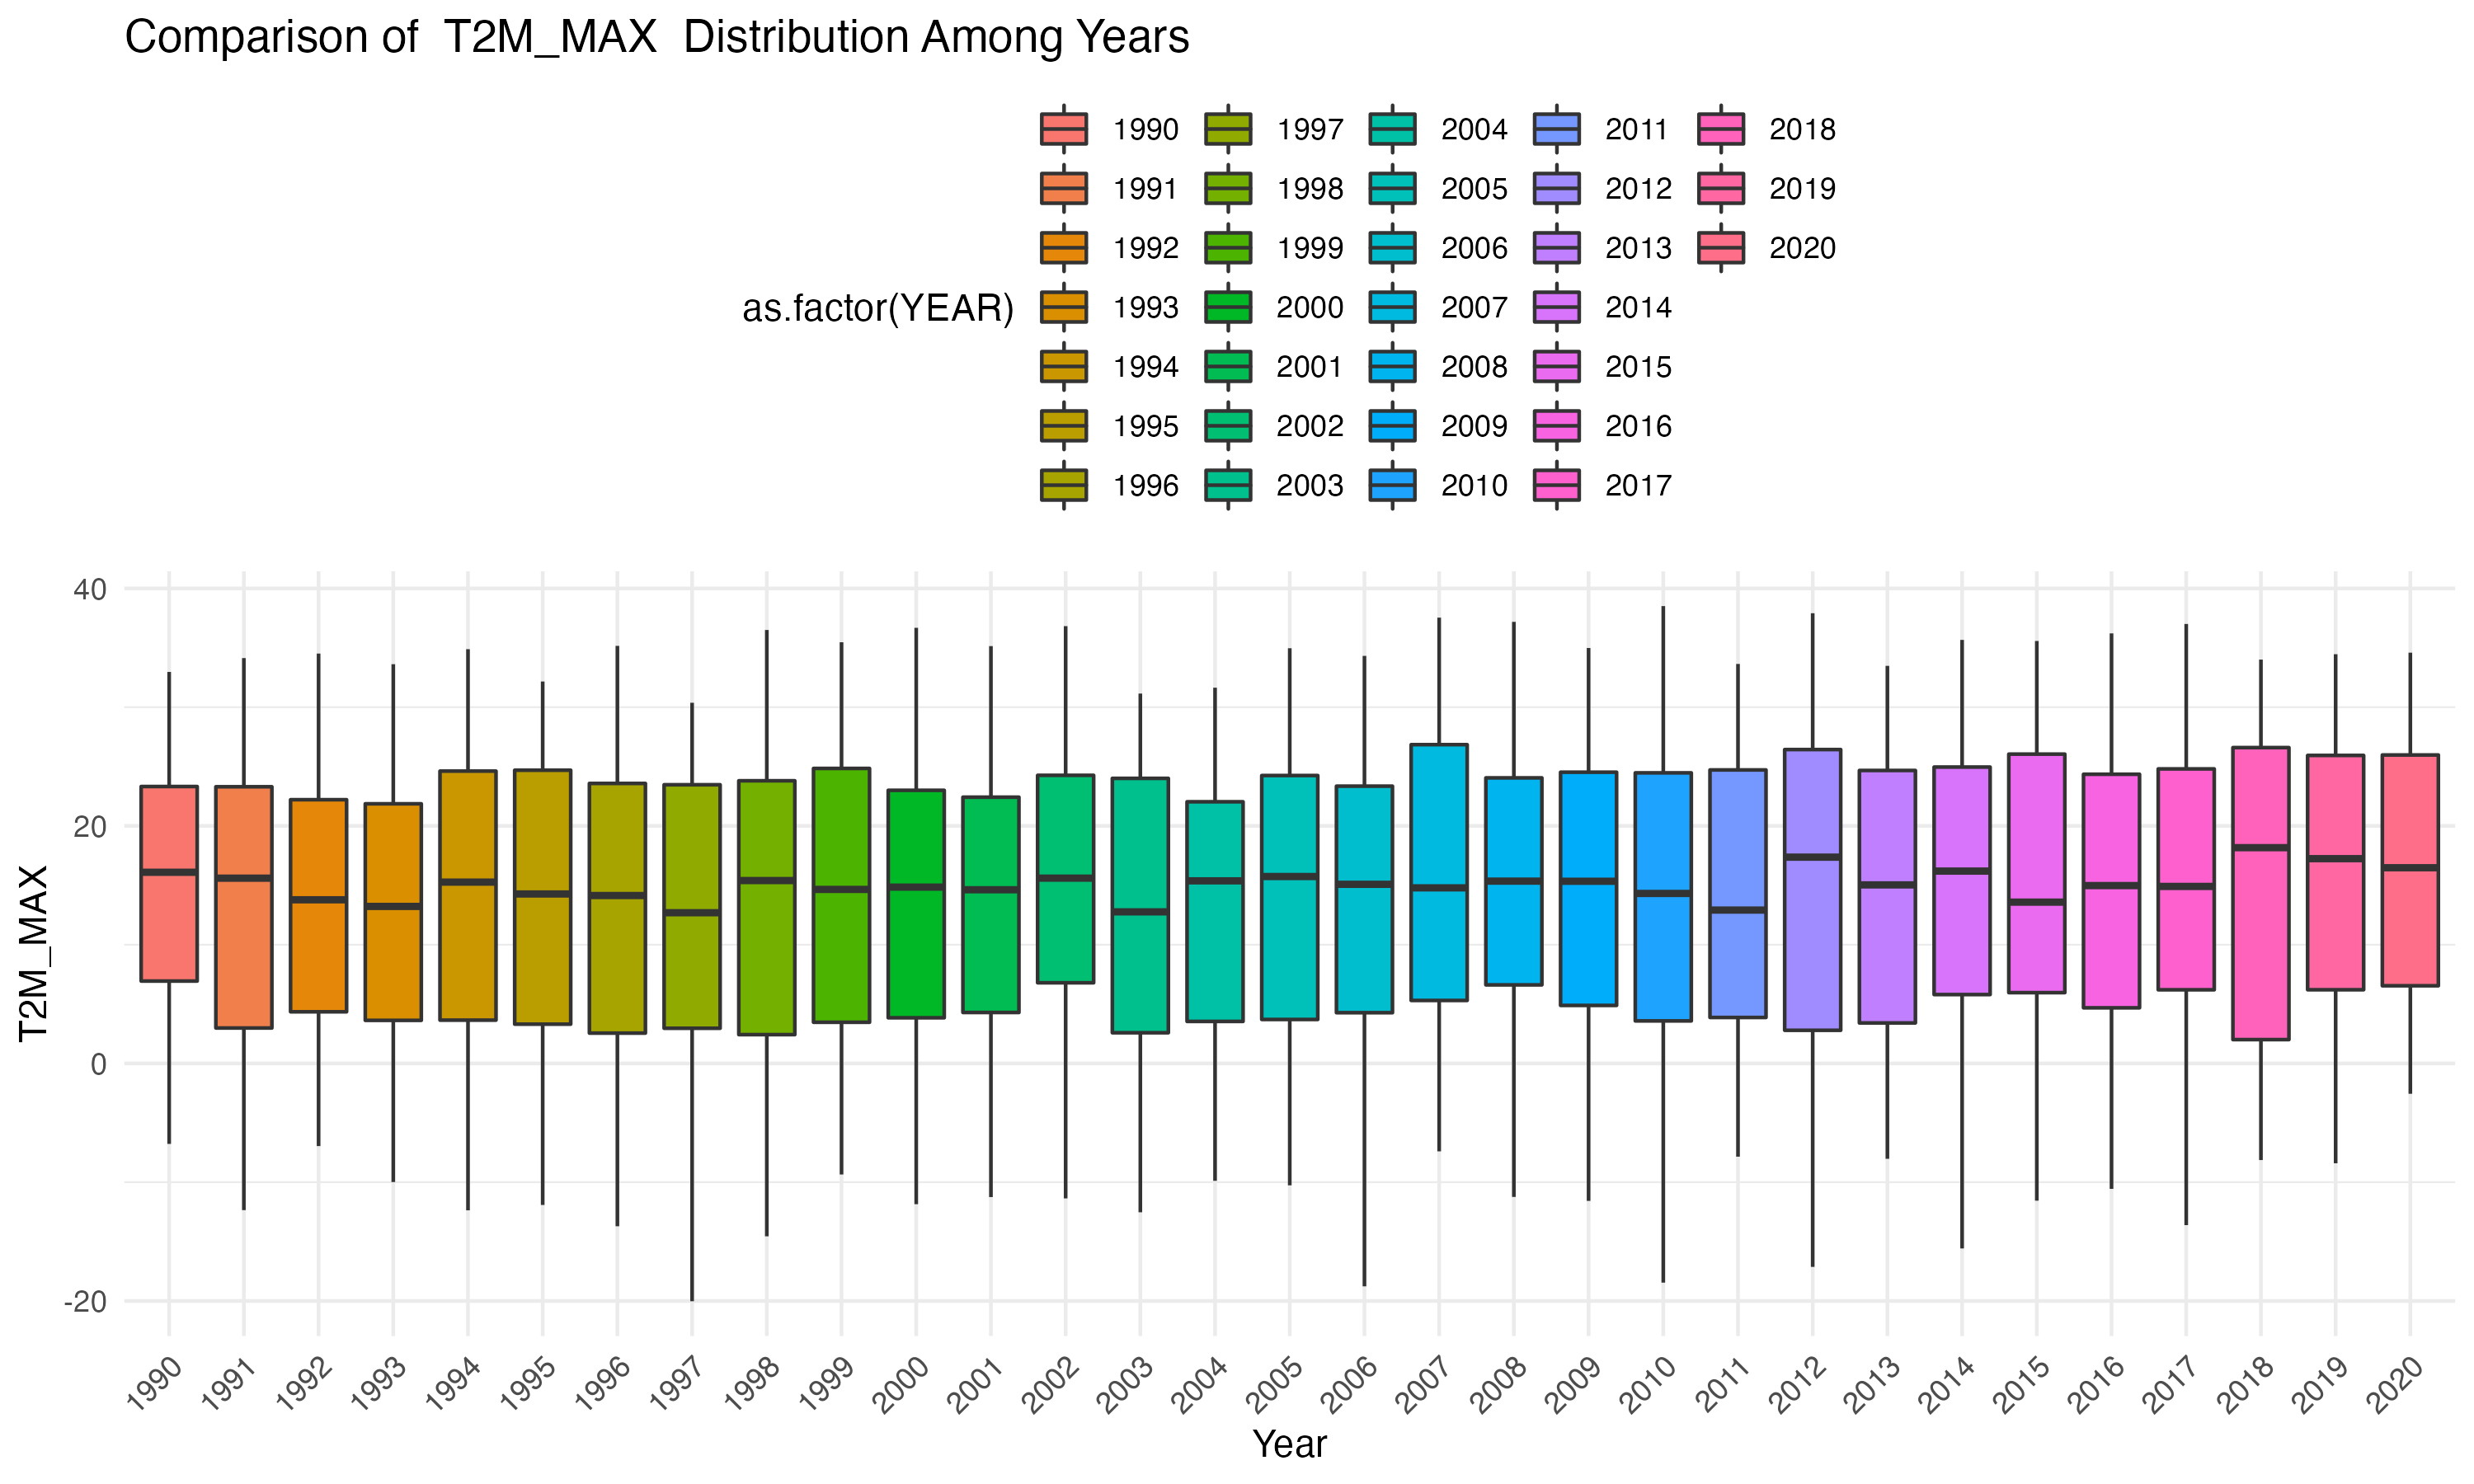 Comparison of  T2M_MAX  Distribution Among Years
1990 1997 2004 2011 2018
1991 1998 2005 2012 2019
1992 1999 2006 2013 2020
as.factor(YEAR) 1993 2000 2007 2014
1994 2001 2008 2015
1995 2002 2009 2016
1996 2003 2010 2017
40
20
0
-20
T2M_MAX
1990 1991 1992 1993 1994 1995 1996 1997 1998 1999 2000 2001 2002 2003 2004 2005 2006 2007 2008 2009 2010 2011 2012 2013 2014 2015 2016 2017 2018 2019 2020
Year